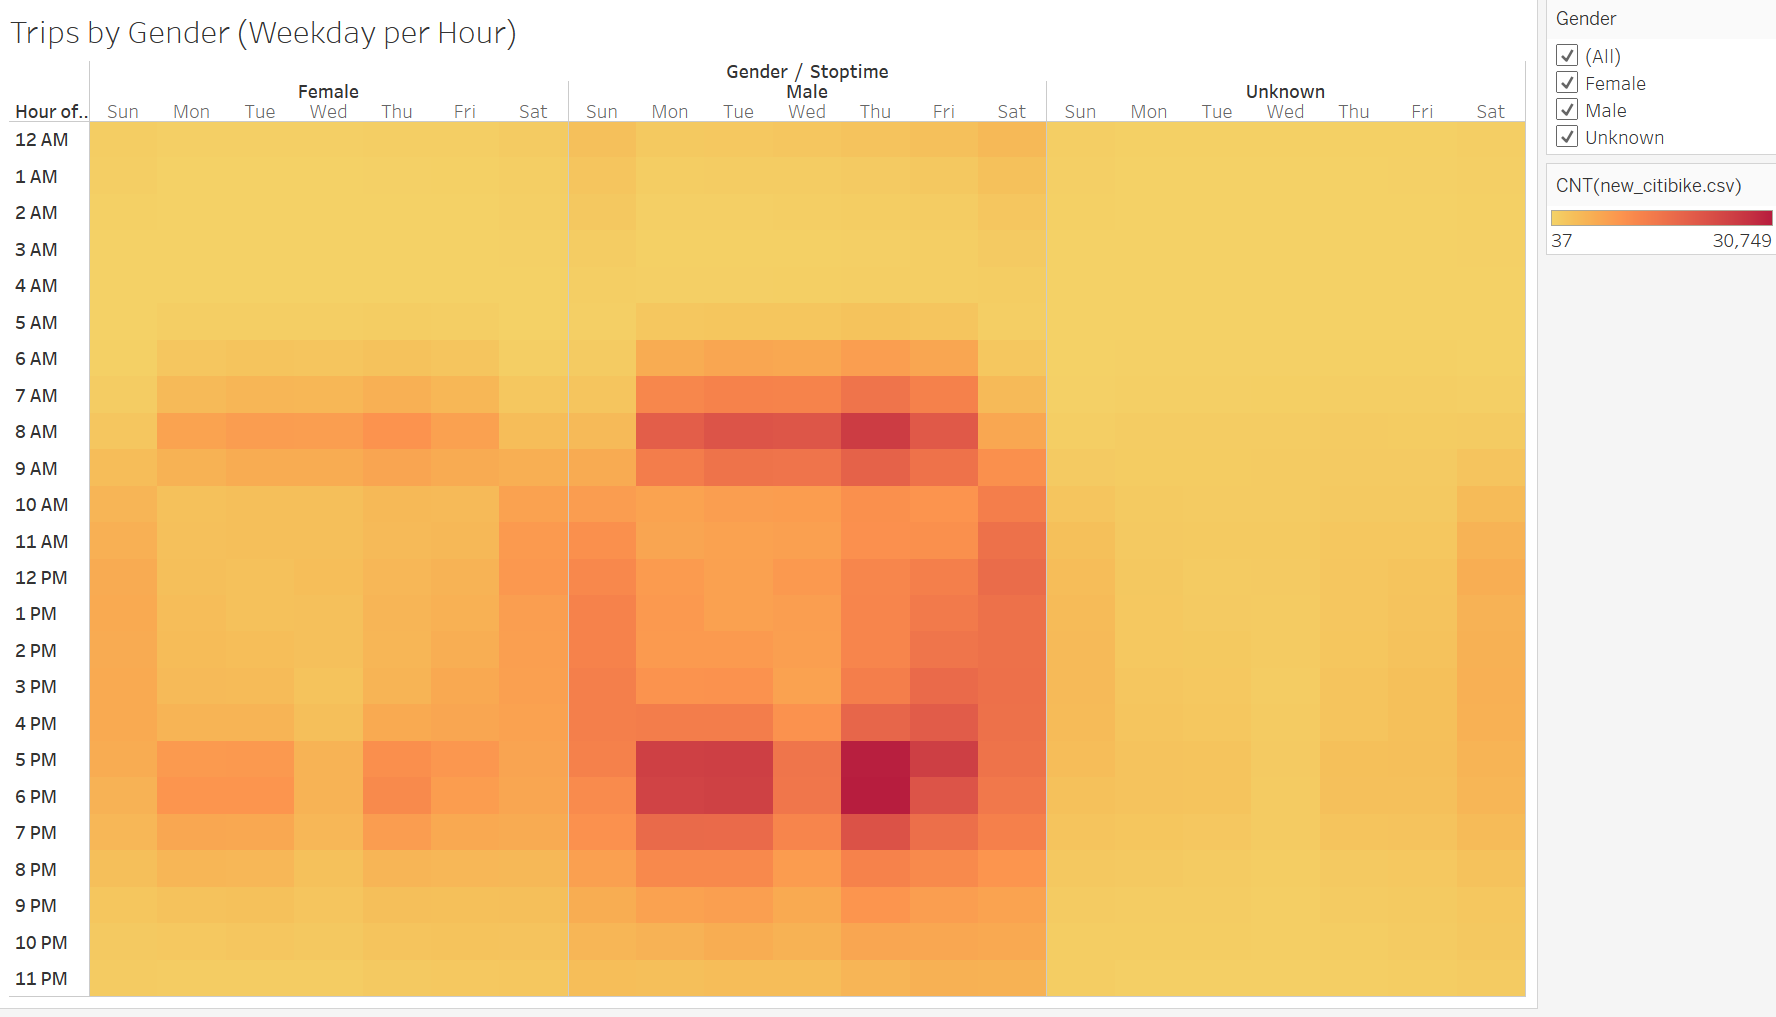 Trips by Gender (Weekday per Hour)
Gender / Stoptime
Female Male Unknown
Hour of.. Sun Mon Tue Wed Thu Fri Sat Sun Mon Tue Wed Thu Fri Sat Sun Mon Tue Wed Thu Fri Sat
12 AM
1 AM
2 AM
3 AM
4 AM
5 AM
6 AM
7 AM
8 AM
9 AM
10 AM
11 AM
12 PM
1 PM
2 PM
3 PM
4 PM
5 PM
6 PM
7 PM
8 PM
9 PM
10 PM
11 PM
Gender
(All)
Female
Male
Unknown
CNT(new_citibike.csv)
37 30,749